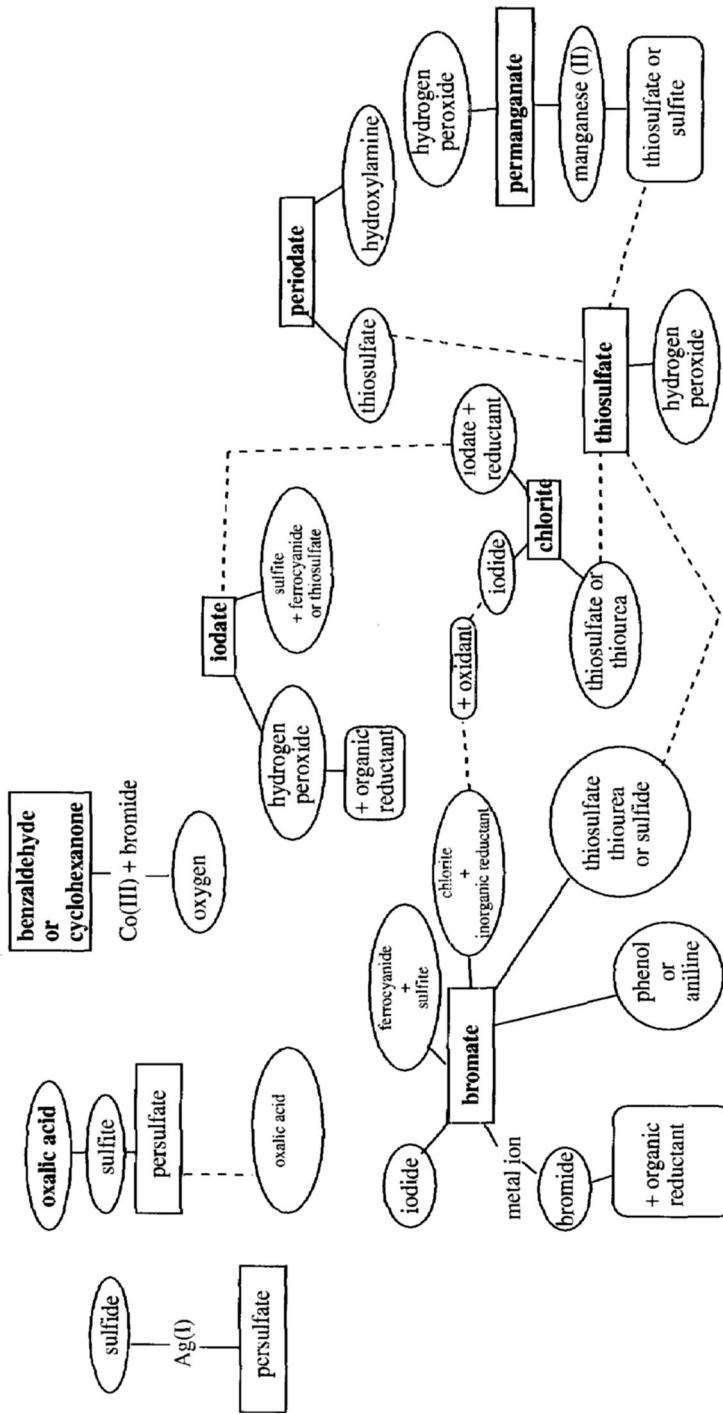 sulfide
Ag(I)
persulfate
oxalic acid
sulfite
persulfate
oxalic acid
benzaldehyde
or
cyclohexanone
Co(III) + bromide
oxygen
iodate
hydrogen
peroxide
+ organic
reductant
sulfite
+ ferrocyanide
or thiosulfate
periodate
thiosulfate
hydroxylamine
hydrogen
peroxide
permanganate
manganese (II)
thiosulfate or
sulfite
iodide
ferrocyanide
+
sulfite
bromate
metal ion
bromide
+ organic
reductant
phenol
or
aniline
chlorite
+
inorganic reductant
thiosulfate
thiourea
or sulfide
+ oxidant
iodide
iodate +
reductant
chlorite
thiosulfate or
thiourea
thiosulfate
hydrogen
peroxide